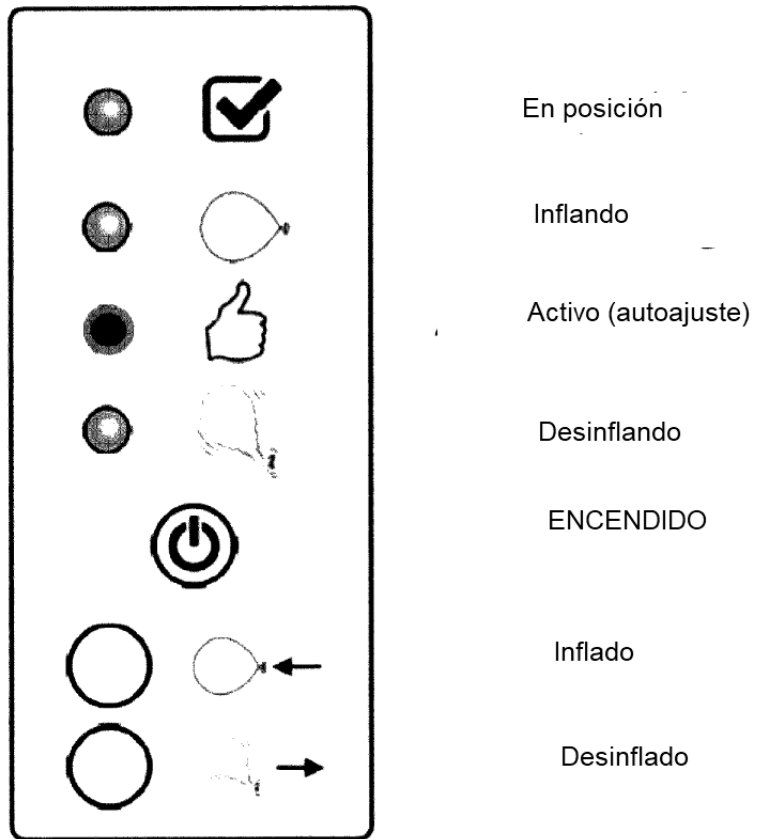 En posición
Inflando
Activo (autoajuste)
Desinflando
ENCENDIDO
Inflado
Desinflado